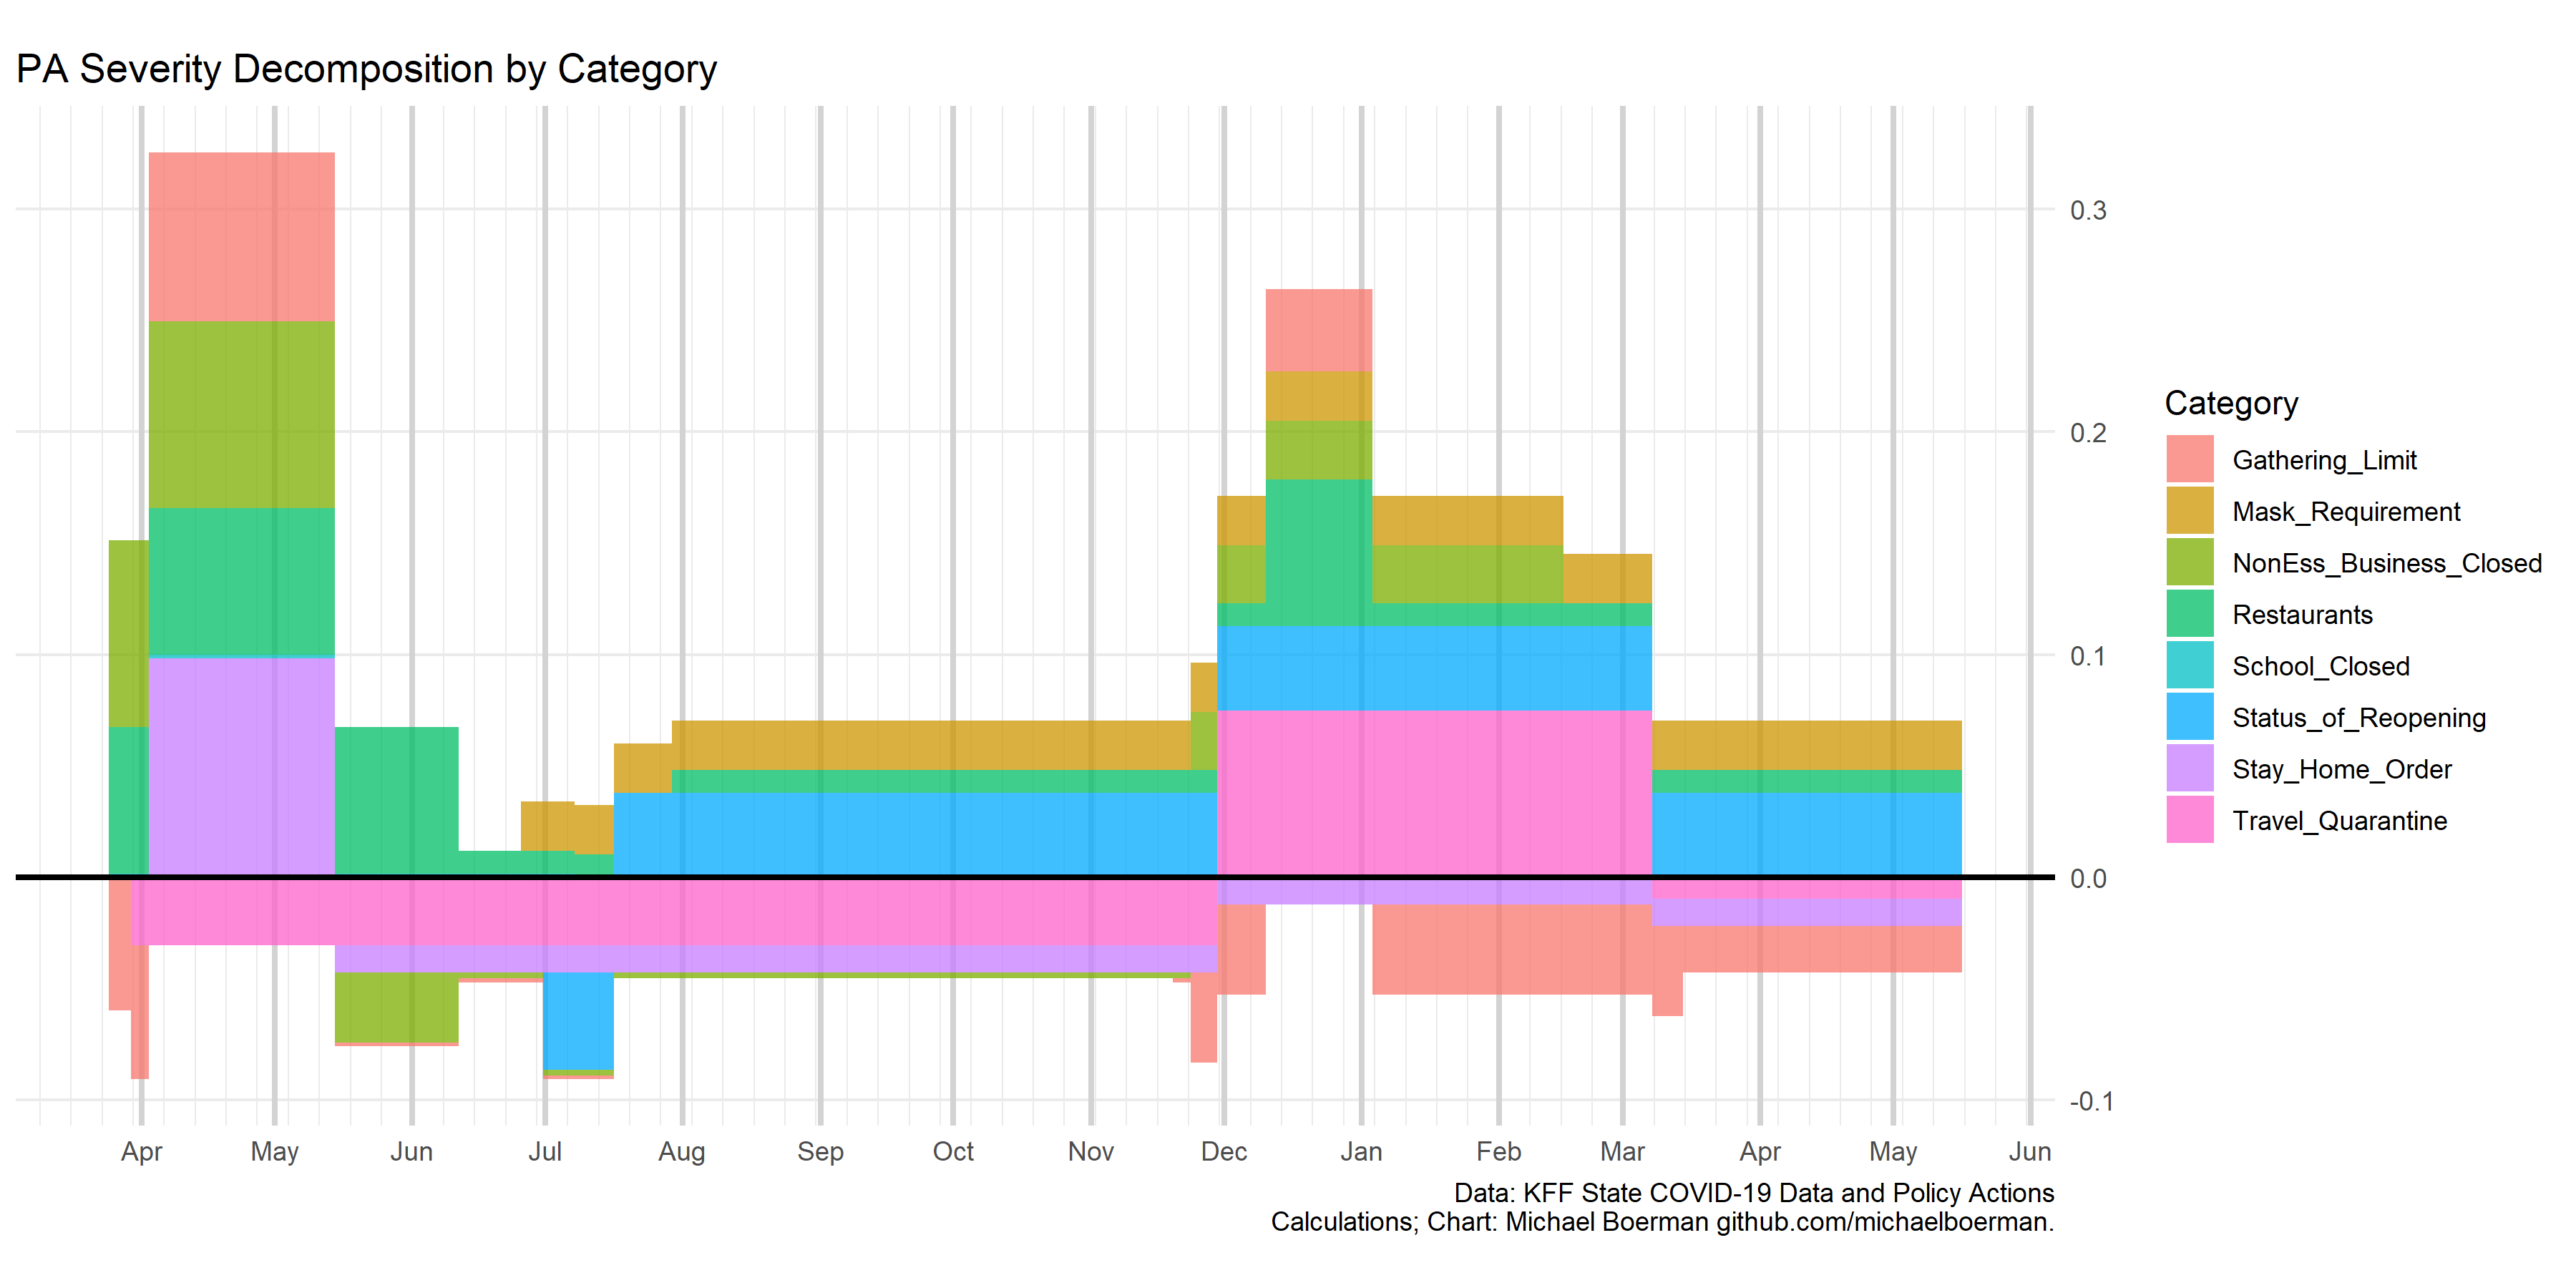 PA Severity Decomposition by Category
0.3
0.2
0.1
0.0
-0.1
Apr May Jun Jul Aug Sep Oct Nov Dec Jan Feb Mar Apr May Jun
Data: KFF State COVID-19 Data and Policy Actions
Calculations; Chart: Michael Boerman github.com/michaelboerman.
Category
Gathering_Limit
Mask_Requirement
NonEss_Business_Closed
Restaurants
School_Closed
Status_of_Reopening
Stay_Home_Order
Travel_Quarantine